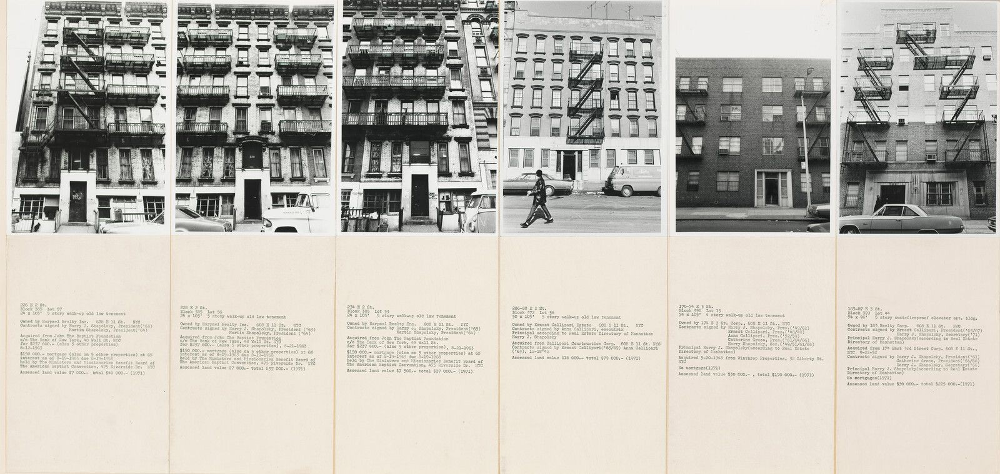 226 E 2 St.
Block 385 Lot 57
24 x 105' 5 story walk-up old law tenement
Owned by Harpmel Realty Inc. 608 E 11 St. NYC
Contracts signed by Harry J. Shapolsky, President('63)
Martin Shapolsky, President('64)
Acquired from John The Baptist Foundation
c/o The Bank of New York, 48 Wall St. NYC
for $237 600.- (also 5 other properties)
8-12-1963
$150 000.- mortgage (also on 5 other properties) at 6%
interest as of 8-19-1963 due 8-19-1968
held by The Ministers and Missionaries Benefit Board of
The American Baptist Convention, 475 Riverside Dr. NYC
Assessed land value $7 000.- total $40 000.- (1971)
228 E 2 St.
Block 385 Lot 56
24 x 105' 5 story walk-up old law tenement
Owned by Harpmel Realty Inc. 608 E 11 St. NYC
Contracts signed by Harry J. Shapolsky, President('63)
Martin Shapolsky, President('64)
Acquired from John The Baptist Foundation
c/o The Bank of New York, 48 Wall St. NYC
for $237 600.- (also 5 other properties), 8-21-1963
$150 000.- mortgage (also on 5 other properties) at 6%
interest as of 8-19-1963 due 8-19-1968
held by The Ministers and Missionaries Benefit Board of
The American Baptist Convention, 475 Riverside Dr. NYC
Assessed land value $7 000.- total $37 000.- (1971)
234 E 2 St.
Block 385 Lot 53
24 x 105' 5 story walk-up old law tenement
Owned by Harpmel Realty Inc. 608 E 11 St. NYC
Contracts signed by Harry J. Shapolsky, President('63)
Martin Shapolsky, President('64)
Acquired from John The Baptist Foundation
c/o The Bank of New York, 48 Wall St.
for $237 600.- (also 5 other properties), 8-21-1963
$150 000.- mortgage (also on 5 other properties) at 6%
interest as of 8-19-1963 due 8-19-1968
held by The Ministers and Missionaries Benefit Board of
The American Baptist Convention, 475 Riverside Dr. NYC
Assessed land value $7 500.- total $37 000.- (1971)
286-88 E 2 St.
Block 372 Lot 56
50 x 105' 5 story walk-up old law tenement
Owned by Ernest Callipari Estate 608 E 11 St. NYC
Contracts signed by Anna Callipari, executrix
Principal according to Real Estate Directory of Manhattan
Harry J. Shapolsky
Acquired from Callipari Construction Corp. 608 E 11 St. NYC
Contracts signed by Ernest Callipari('63/69) Anna Callipari
('63), 12-18'42
Assessed land value $16 000.- total $79 000.- (1971)
170-74 E 3 St.
Block 398 Lot 15
74 x 105' 4 story walk-up old law tenement
Owned by 174 E 3 St. Corp., 608 E 11 St. NYC
Contracts signed by Harry J. Shapolsky, Pres.('49/61)
Ernest Callipari, Pres.('48/49)
Anna Callipari, Pres.('52/59)
Catherine Greco, Pres.('61/64/66)
Harry Shapolsky, Sec.('49/51/61/66)
Principal Harry J. Shapolsky(according to Real Estate
Directory of Manhattan)
Acquired 5-20-1948 from Winthrop Properties, 32 Liberty St.
NYC
No mortgage(1971)
Assessed land value $30 000.- , total $170 000.- (1971)
183-87 E 3 St.
Block 399 Lot 44
74 x 96' 5 story semi-fireproof elevator apt. bldg.
Owned by 183 Realty Corp. 608 E 11 St. NYC
Contracts signed by Ernest Callipari, President('63/67)
Harry J. Shapolsky, Secretary('71)
Principal Harry J. Shapolsky(according to Real Estate
Directory of Manhattan)
Acquired from 174 East 3rd Street Corp. 608 E 11 St.,
NYC. 9-22-52
Contracts signed by Harry J. Shapolsky, President('61)
Catherine Greco, President('64/66)
Harry J. Shapolsky, Secretary('66)
Principal Harry J. Shapolsky(according to Real Estate
Directory of Manhattan)
No mortgages(1971)
Assessed land value $30 000.- total $225 000.-(1971)